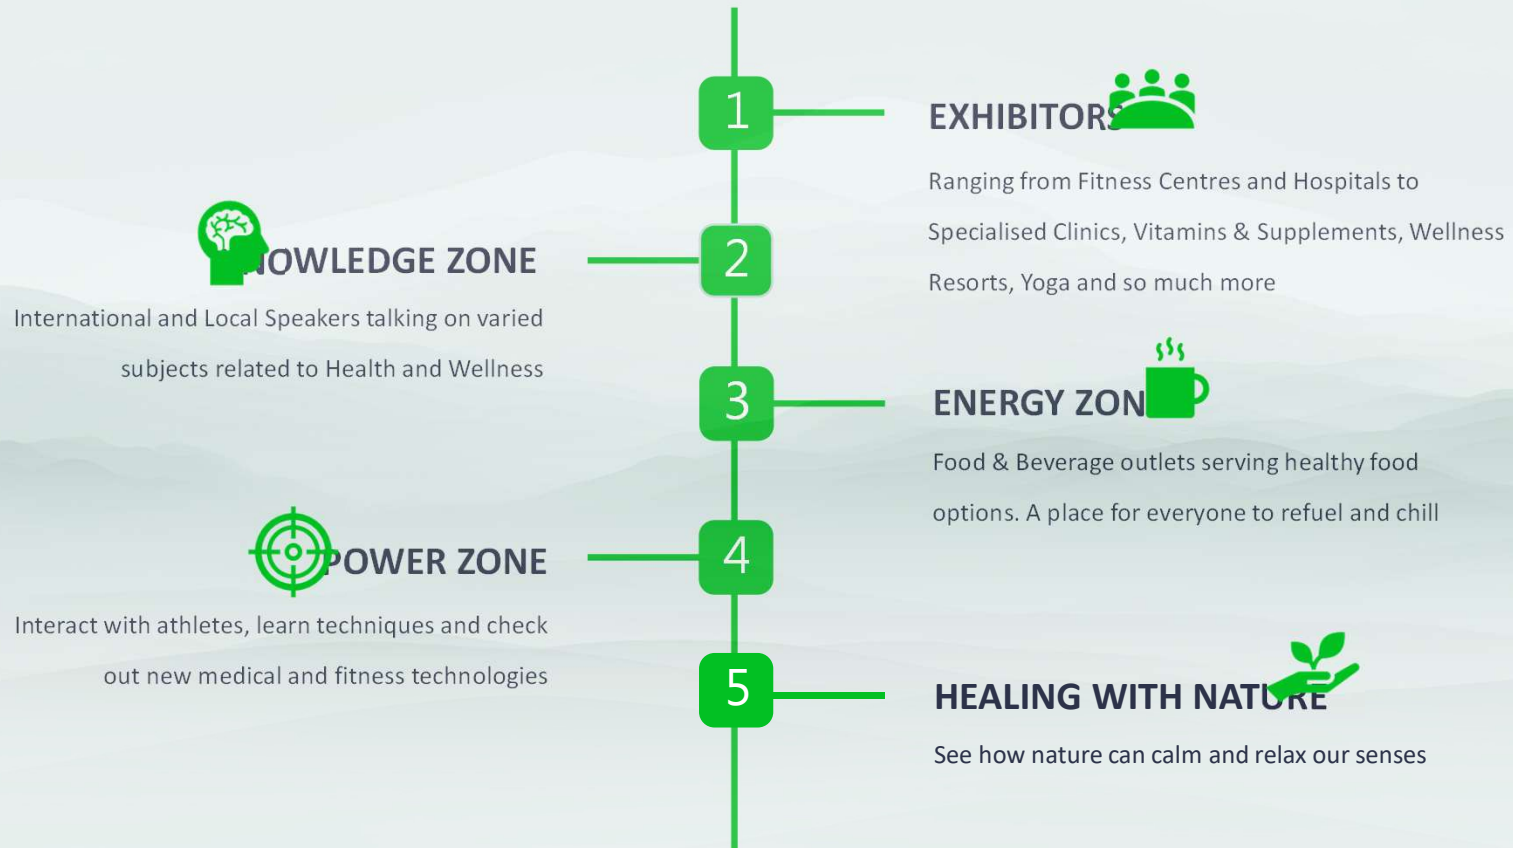 1
EXHIBITORS
Ranging from Fitness Centres and Hospitals to
Specialised Clinics, Vitamins & Supplements, Wellness
Resorts, Yoga and so much more
2
KNOWLEDGE ZONE
International and Local Speakers talking on varied
subjects related to Health and Wellness
3
ENERGY ZONE
Food & Beverage outlets serving healthy food
options. A place for everyone to refuel and chill
4
POWER ZONE
Interact with athletes, learn techniques and check
out new medical and fitness technologies
5
HEALING WITH NATURE
See how nature can calm and relax our senses